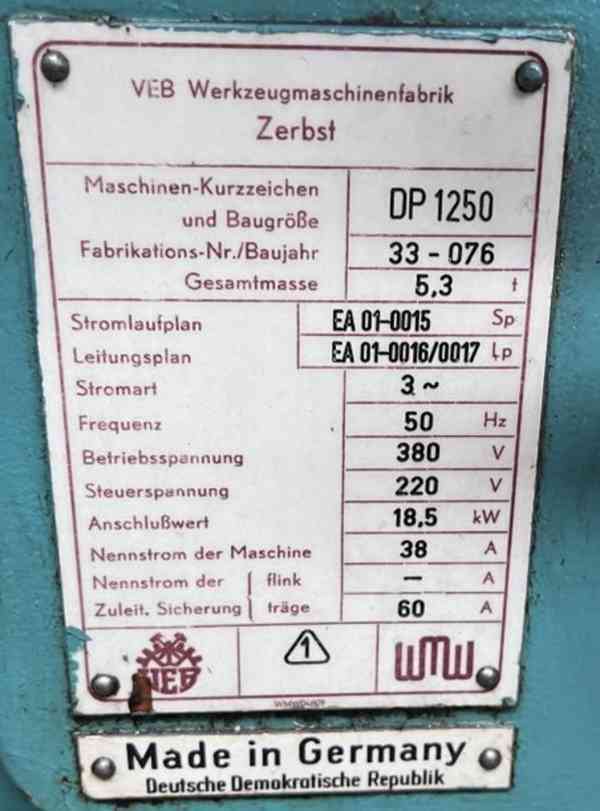 VEB Werkzeugmaschinenfabrik
Zerbst
Maschinen-Kurzzeichen
und Baugröße DP 1250
Fabrikations-Nr./Baujahr 33 - 076
Gesamtmasse 5,3 t
Stromlaufplan EA 01-0015 Sp
Leitungsplan EA 01-0016/0017 Lp
Stromart 3 ~
Frequenz 50 Hz
Betriebsspannung 380 V
Steuerspannung 220 V
Anschlußwert 18,5 kW
Nennstrom der Maschine 38 A
Nennstrom der flink — A
Zuleit. Sicherung träge 60 A
VEB 1 WMW
Made in Germany
Deutsche Demokratische Republik